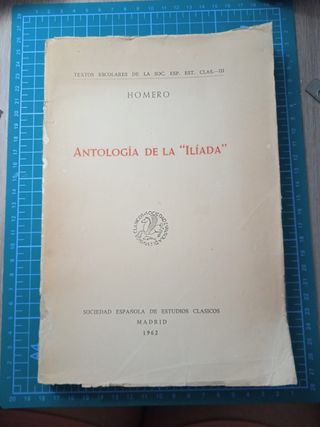 TEXTOS ESCOLARES DE LA SOC. ESP. EST. CLAS.—III
HOMERO
ANTOLOGÍA DE LA "ILÍADA"
SOCIEDAD ESPAÑOLA DE ESTUDIOS CLASICOS
MADRID
1962